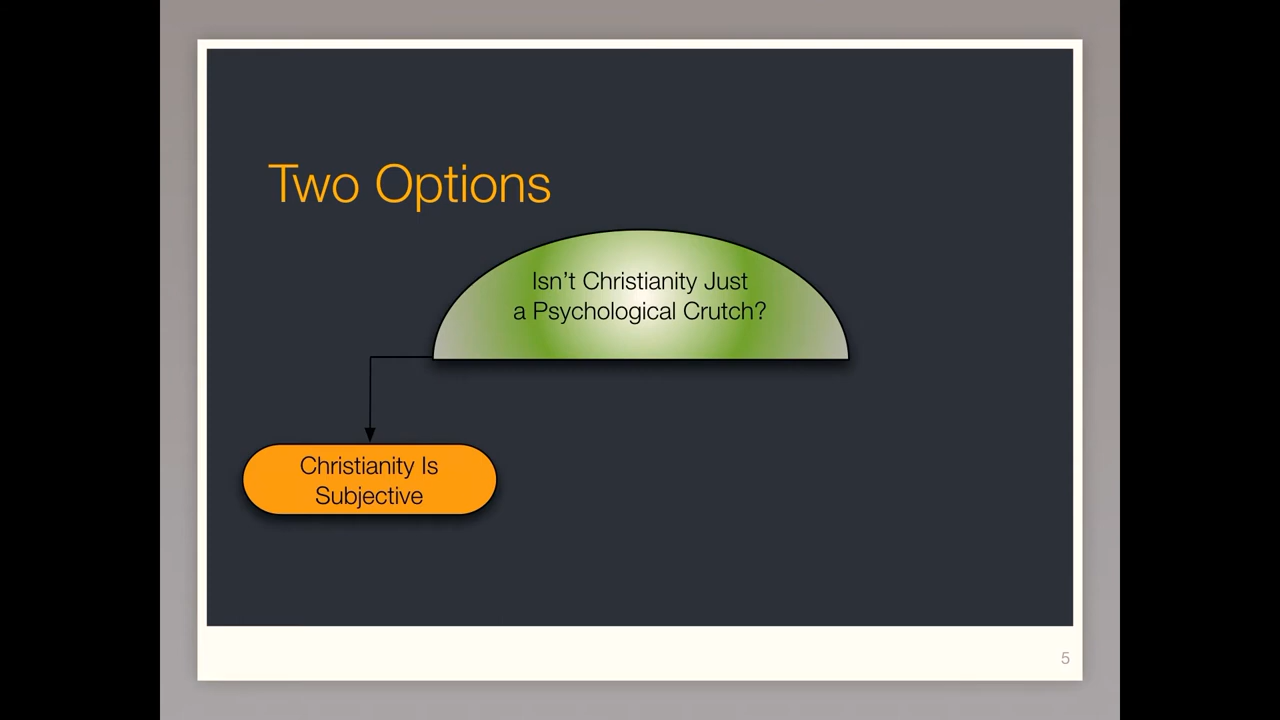 Two Options
Isn’t Christianity Just
a Psychological Crutch?
Christianity Is
Subjective
5